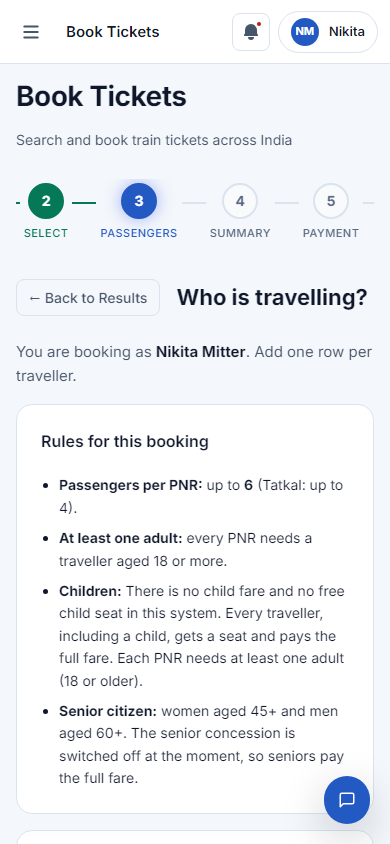 Book Tickets
NM
Nikita
Book Tickets
Search and book train tickets across India
2
3
4
5
SELECT
PASSENGERS
SUMMARY
PAYMENT
← Back to Results
Who is travelling?
You are booking as Nikita Mitter. Add one row per
traveller.
Rules for this booking
• Passengers per PNR: up to 6 (Tatkal: up to
4).
• At least one adult: every PNR needs a
traveller aged 18 or more.
• Children: There is no child fare and no free
child seat in this system. Every traveller,
including a child, gets a seat and pays the
full fare. Each PNR needs at least one adult
(18 or older).
• Senior citizen: women aged 45+ and men
aged 60+. The senior concession is
switched off at the moment, so seniors pay
the full fare.